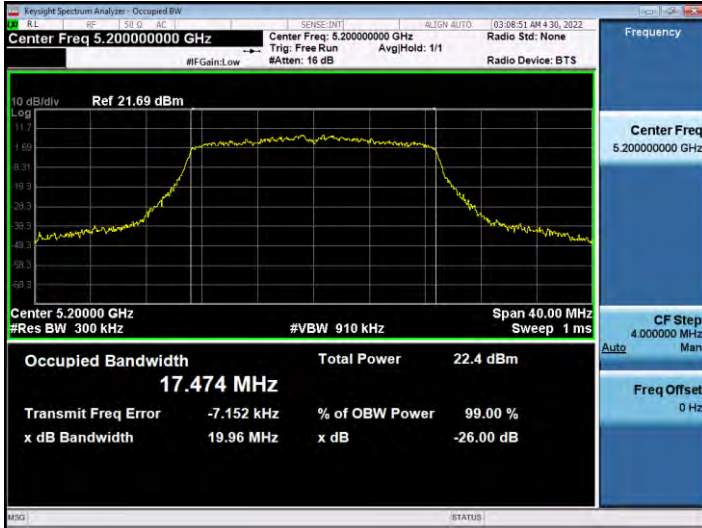 Keysight Spectrum Analyzer - Occupied BW
RL RF 50 Ω AC SENSE:INT ALIGN AUTO 03:08:51 AM 4 30, 2022
Center Freq 5.200000000 GHz
Center Freq: 5.200000000 GHz Radio Std: None
Trig: Free Run Avg|Hold: 1/1
#IFGain:Low #Atten: 16 dB Radio Device: BTS
Frequency
10 dB/div Ref 21.69 dBm
Log
11.7
1.69
-8.31
-18.3
-28.3
-38.3
-48.3
-58.3
-68.3
Center 5.20000 GHz Span 40.00 MHz
#Res BW 300 kHz #VBW 910 kHz Sweep 1 ms
Occupied Bandwidth Total Power 22.4 dBm
17.474 MHz
Transmit Freq Error -7.152 kHz % of OBW Power 99.00 %
x dB Bandwidth 19.96 MHz x dB -26.00 dB
Center Freq
5.200000000 GHz
CF Step
4.000000 MHz
Auto Man
Freq Offset
0 Hz
MSG STATUS